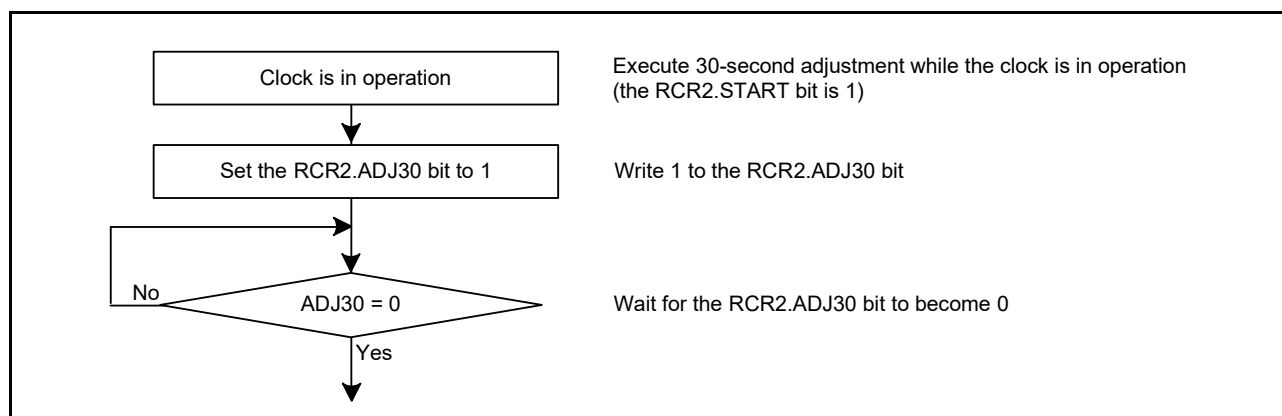 Clock is in operation
Execute 30-second adjustment while the clock is in operation
(the RCR2.START bit is 1)
Set the RCR2.ADJ30 bit to 1
Write 1 to the RCR2.ADJ30 bit
No
ADJ30 = 0
Wait for the RCR2.ADJ30 bit to become 0
Yes